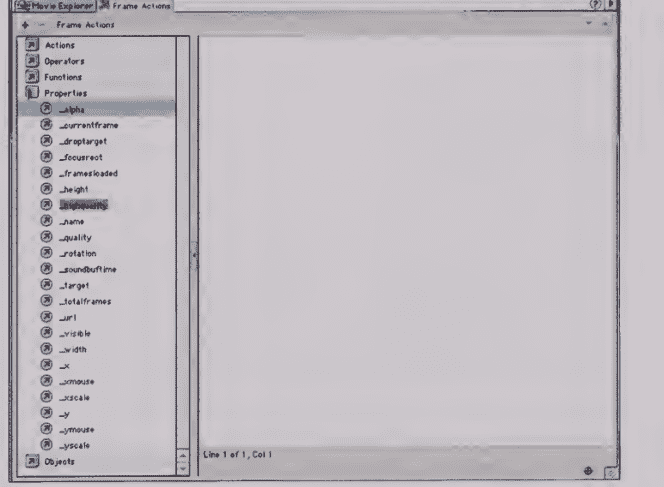 Movie Explorer Frame Actions ?
+ − Frame Actions
Actions
Operators
Functions
Properties
_alpha
_currentframe
_droptarget
_focusrect
_framesloaded
_height
_highquality
_name
_quality
_rotation
_soundbuftime
_target
_totalframes
_url
_visible
_width
_x
_xmouse
_xscale
_y
_ymouse
_yscale
Objects
Line 1 of 1, Col 1